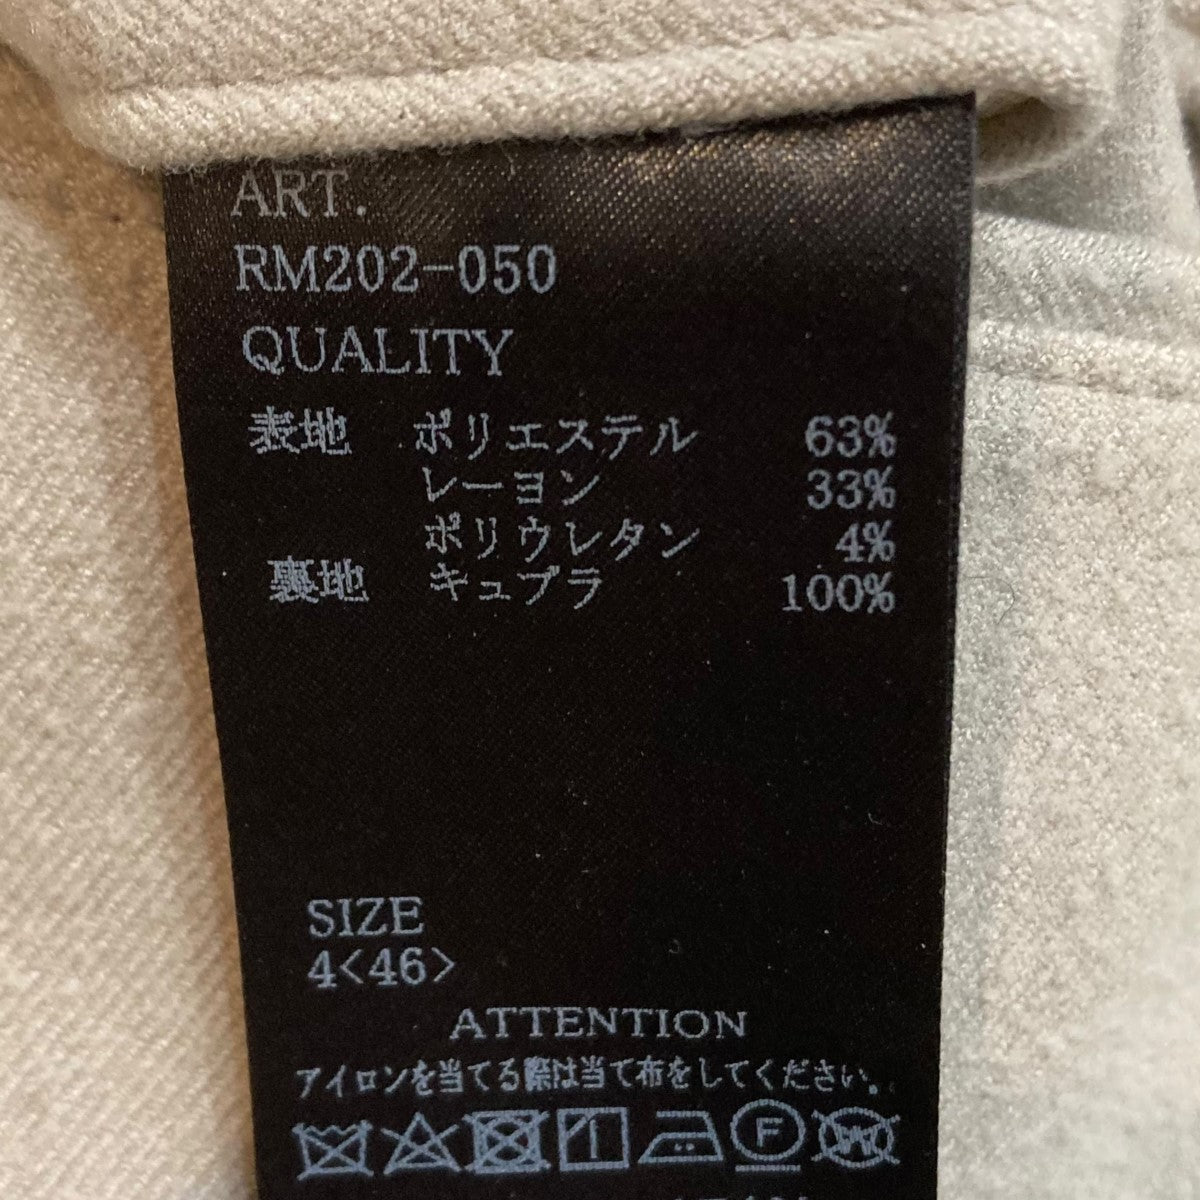 ART.
RM202-050
QUALITY
表地 ポリエステル 63%
レーヨン 33%
ポリウレタン 4%
裏地 キュプラ 100%
SIZE
4<46>
ATTENTION
アイロンを当てる際は当て布をしてください。
F W